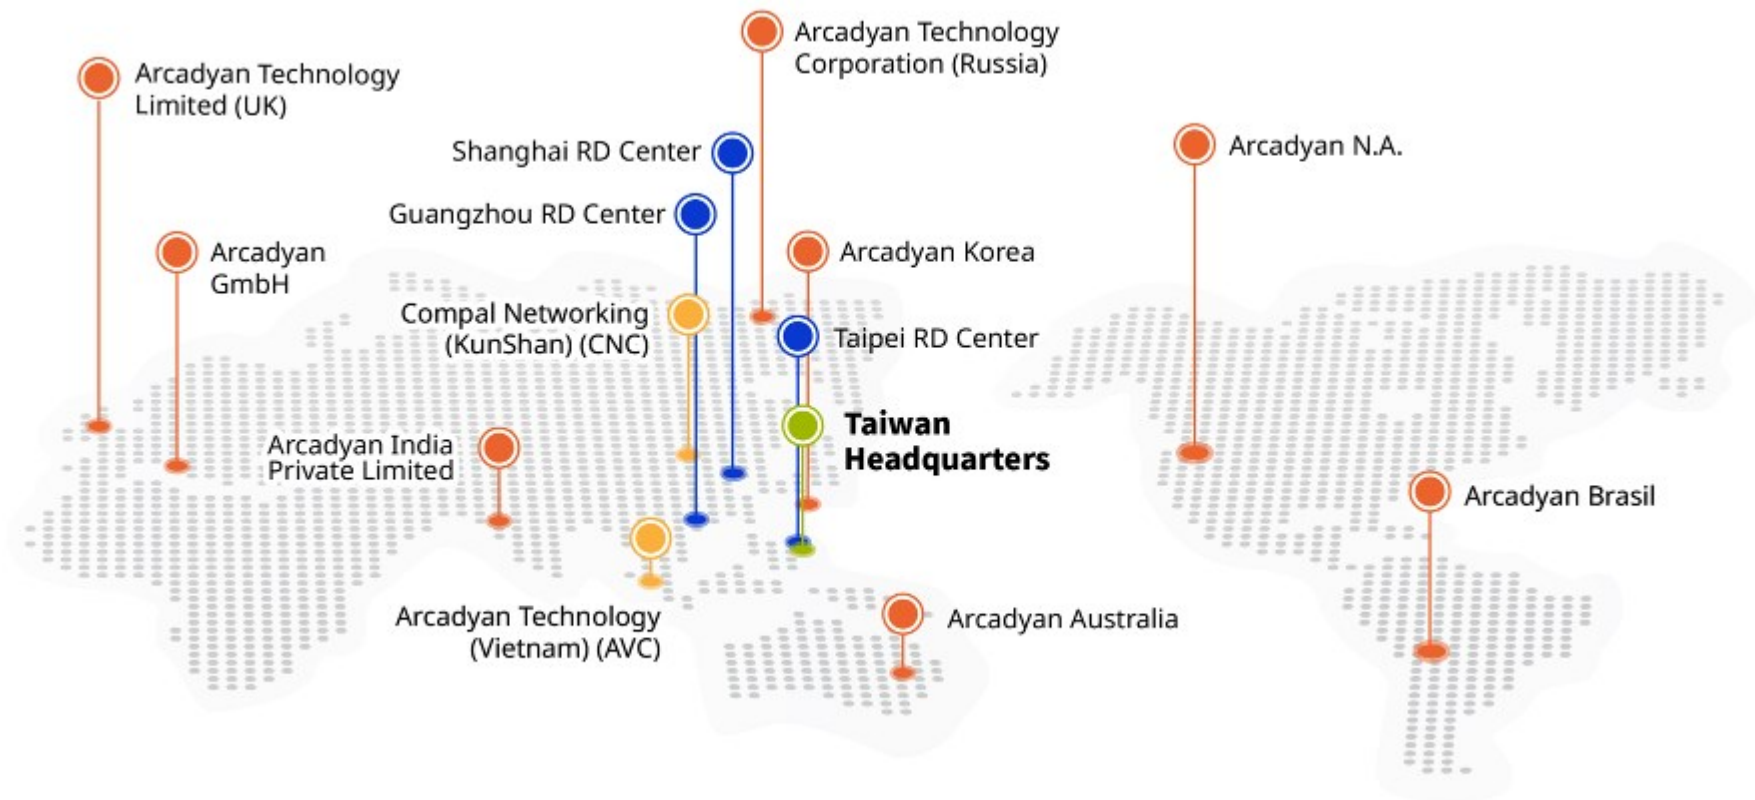 Arcadyan Technology
Corporation (Russia)
Arcadyan Technology
Limited (UK)
Shanghai RD Center
Arcadyan N.A.
Guangzhou RD Center
Arcadyan
GmbH
Arcadyan Korea
Compal Networking
(KunShan) (CNC)
Taipei RD Center
Taiwan
Headquarters
Arcadyan India
Private Limited
Arcadyan Brasil
Arcadyan Technology
(Vietnam) (AVC)
Arcadyan Australia